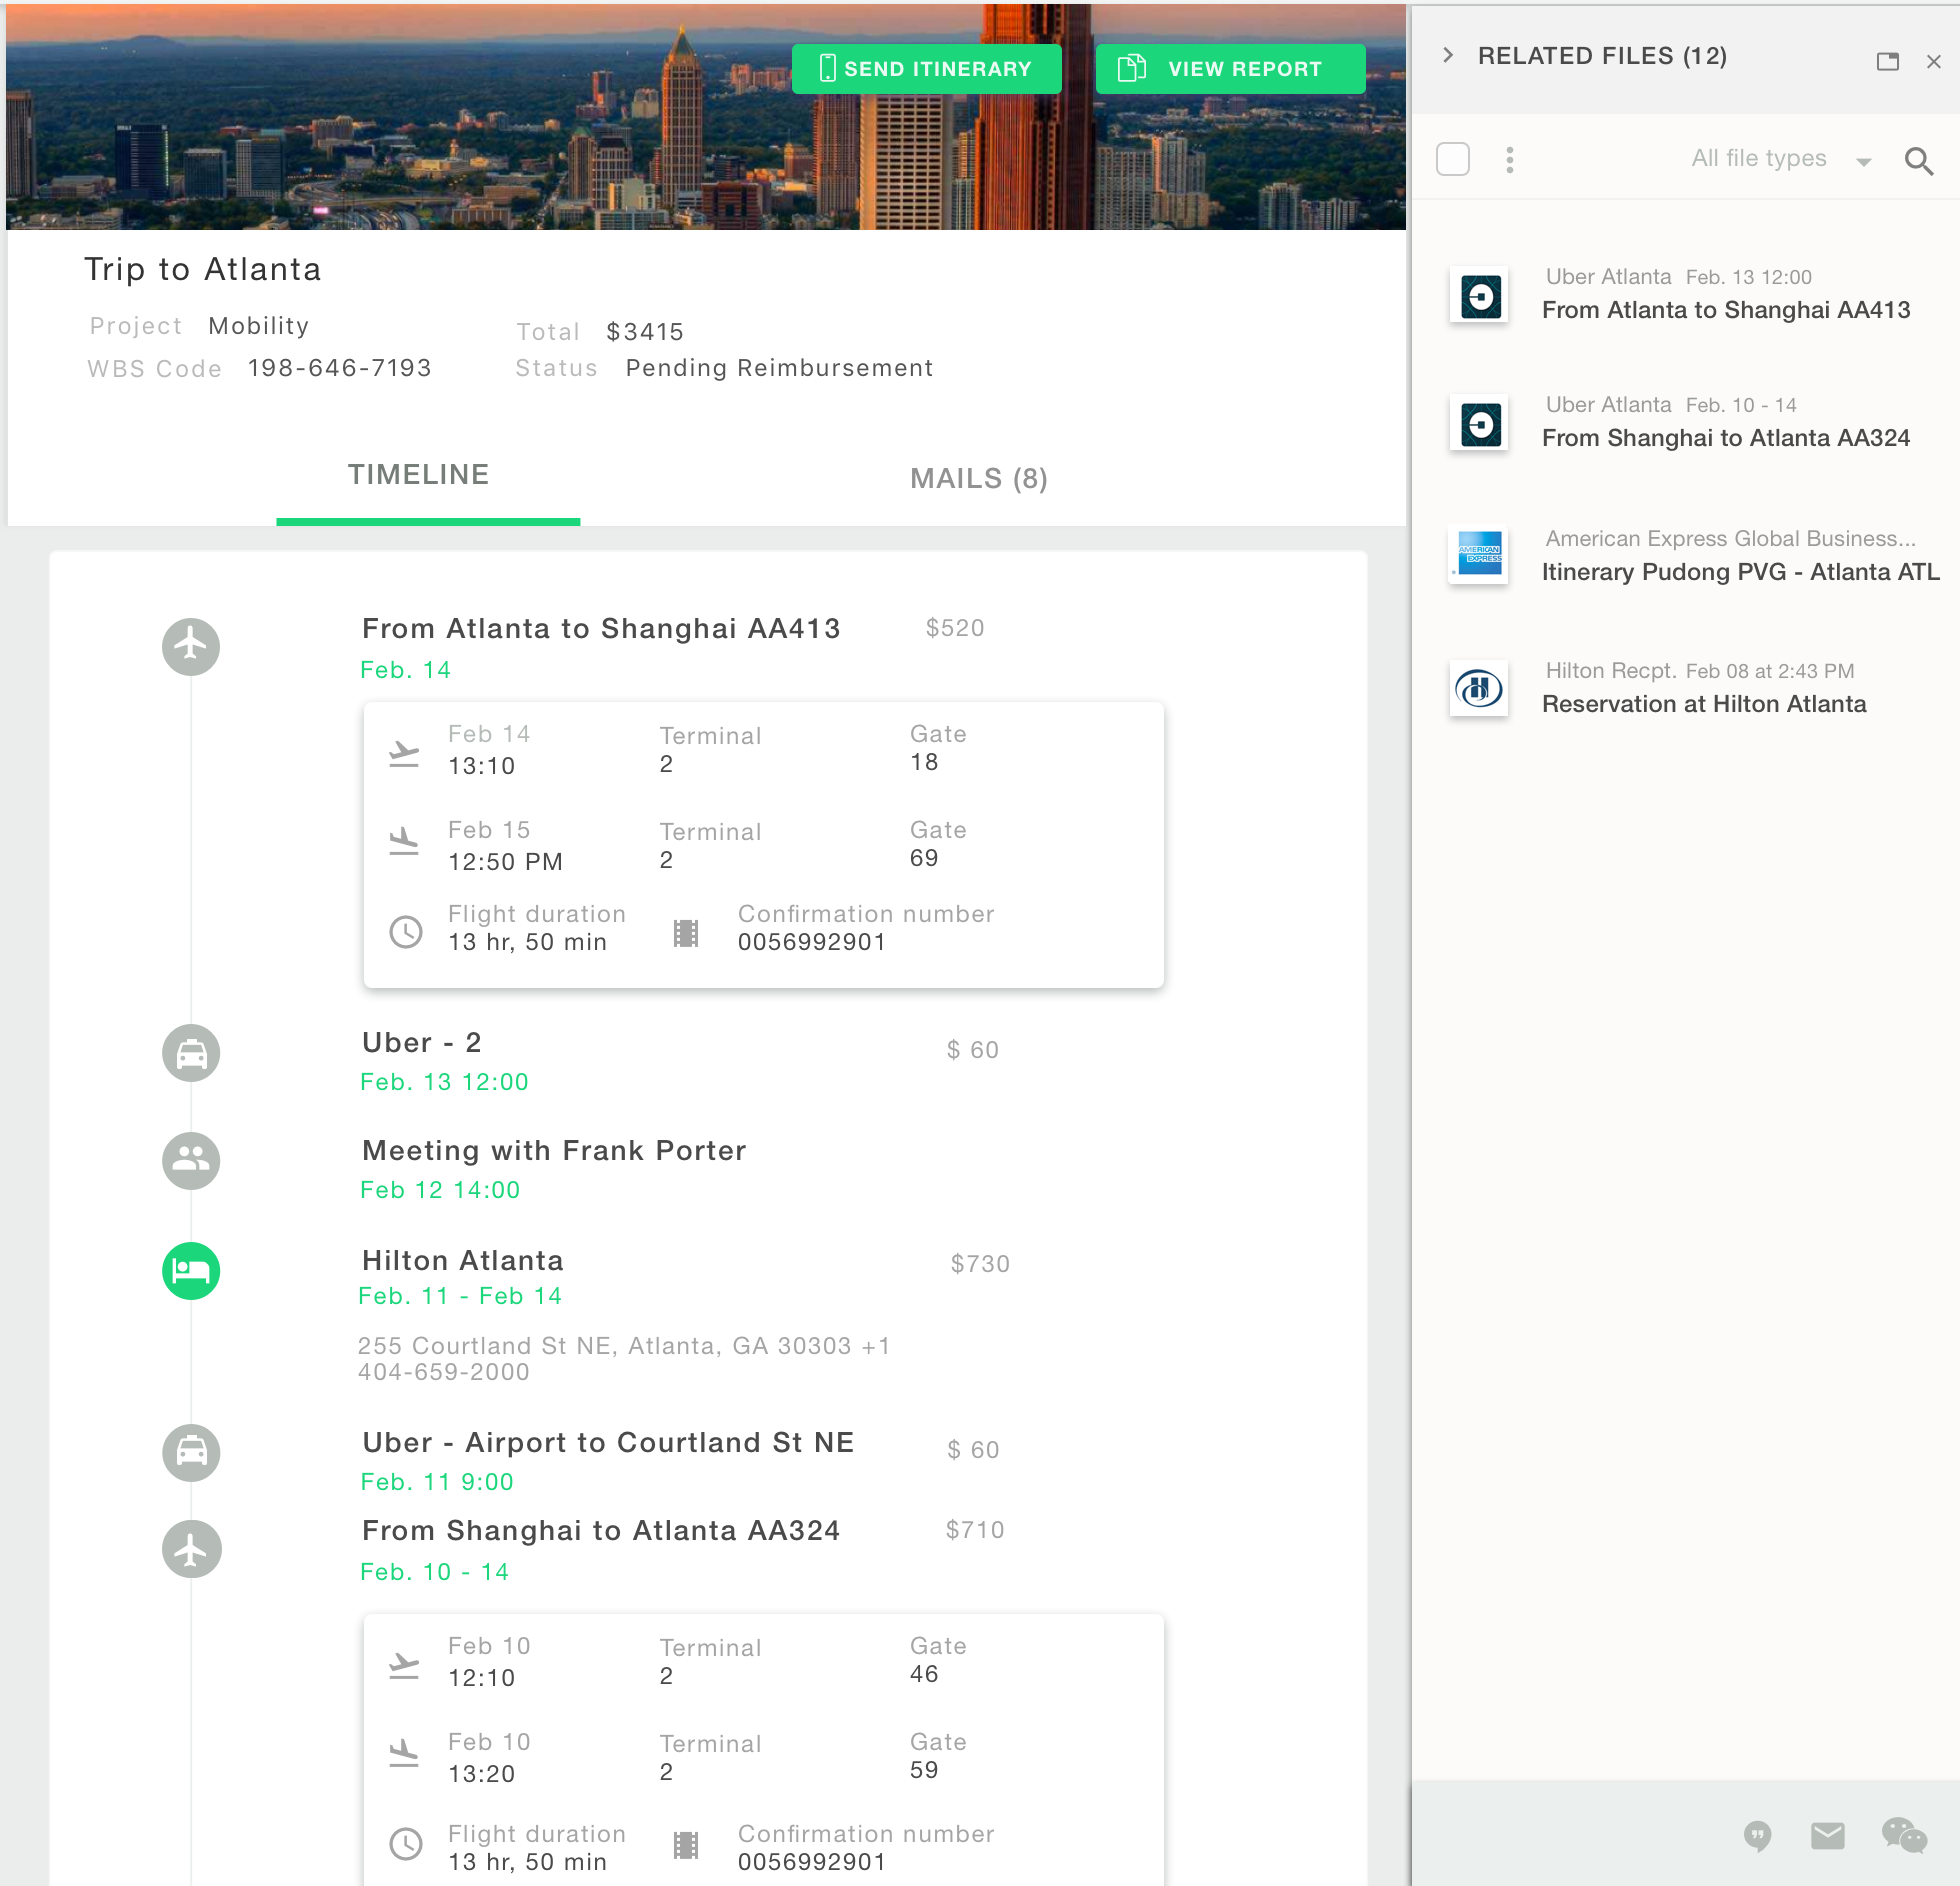 SEND ITINERARY
VIEW REPORT
Trip to Atlanta
Project Mobility
Total $3415
WBS Code 198-646-7193
Status Pending Reimbursement
TIMELINE
MAILS (8)
From Atlanta to Shanghai AA413 $520
Feb. 14
Feb 14 Terminal Gate
13:10 2 18
Feb 15 Terminal Gate
12:50 PM 2 69
Flight duration Confirmation number
13 hr, 50 min 0056992901
Uber - 2 $ 60
Feb. 13 12:00
Meeting with Frank Porter
Feb 12 14:00
Hilton Atlanta $730
Feb. 11 - Feb 14
255 Courtland St NE, Atlanta, GA 30303 +1
404-659-2000
Uber - Airport to Courtland St NE $ 60
Feb. 11 9:00
From Shanghai to Atlanta AA324 $710
Feb. 10 - 14
Feb 10 Terminal Gate
12:10 2 46
Feb 10 Terminal Gate
13:20 2 59
Flight duration Confirmation number
13 hr, 50 min 0056992901
RELATED FILES (12)
All file types
Uber Atlanta Feb. 13 12:00
From Atlanta to Shanghai AA413
Uber Atlanta Feb. 10 - 14
From Shanghai to Atlanta AA324
AMERICAN
EXPRESS
American Express Global Business...
Itinerary Pudong PVG - Atlanta ATL
Hilton Recpt. Feb 08 at 2:43 PM
Reservation at Hilton Atlanta